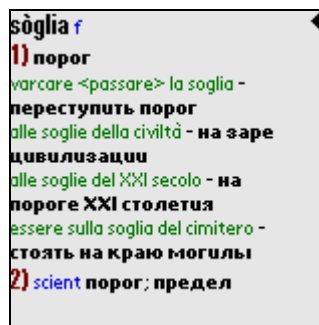 sòglia f
1) порог
varcare <passare> la soglia -
переступить порог
alle soglie della civiltà - на заре
цивилизации
alle soglie del XXI secolo - на
пороге XXI столетия
essere sulla soglia del cimitero -
стоять на краю могилы
2) scient порог; предел